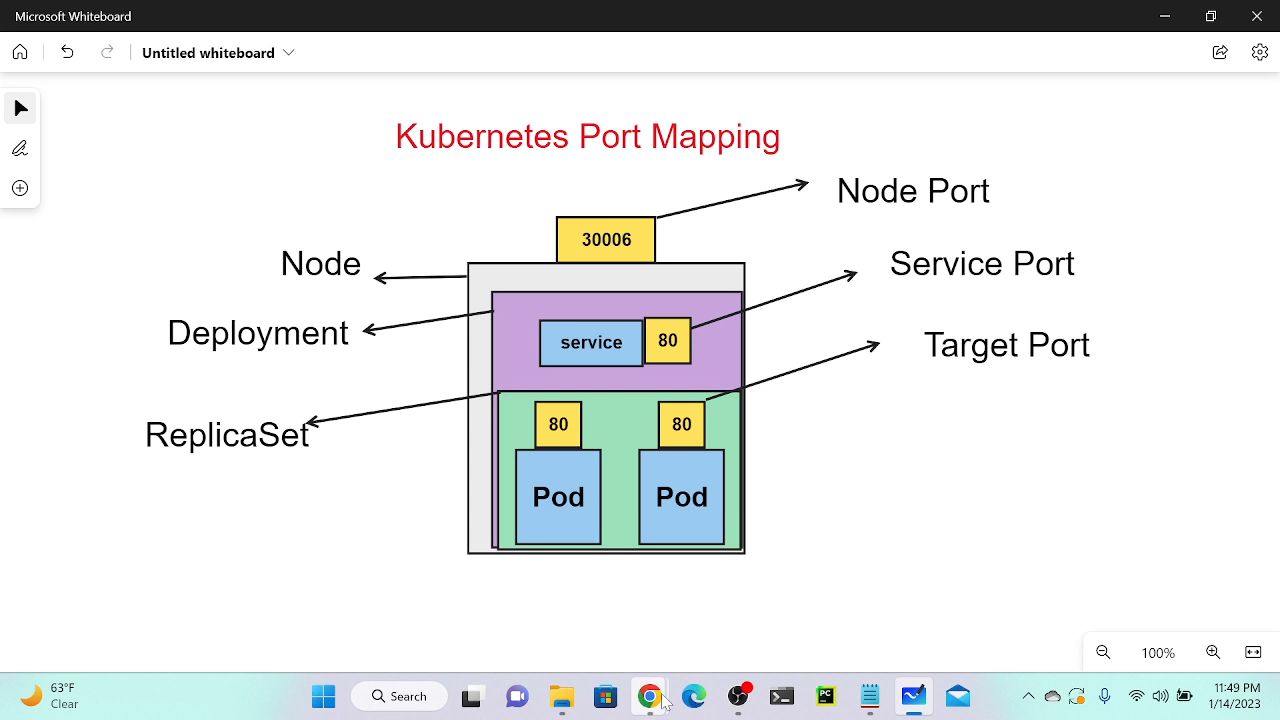 Microsoft Whiteboard
Untitled whiteboard
Kubernetes Port Mapping
Node Port
30006
Node
Service Port
Deployment
service
80
Target Port
ReplicaSet
80
80
Pod
Pod
100%
63°F
Clear
Search
PC
11:49 PM
1/14/2023